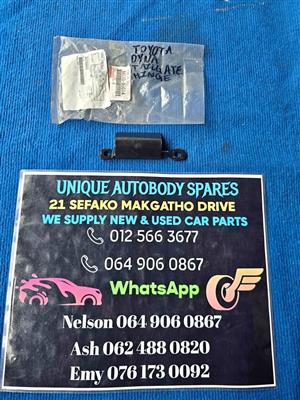 TOYOTA
DYNA
TAILGATE
HINGE
UNIQUE AUTOBODY SPARES
21 SEFAKO MAKGATHO DRIVE
WE SUPPLY NEW & USED CAR PARTS
012 566 3677
064 906 0867
WhatsApp
Nelson 064 906 0867
Ash 062 488 0820
Emy 076 173 0092